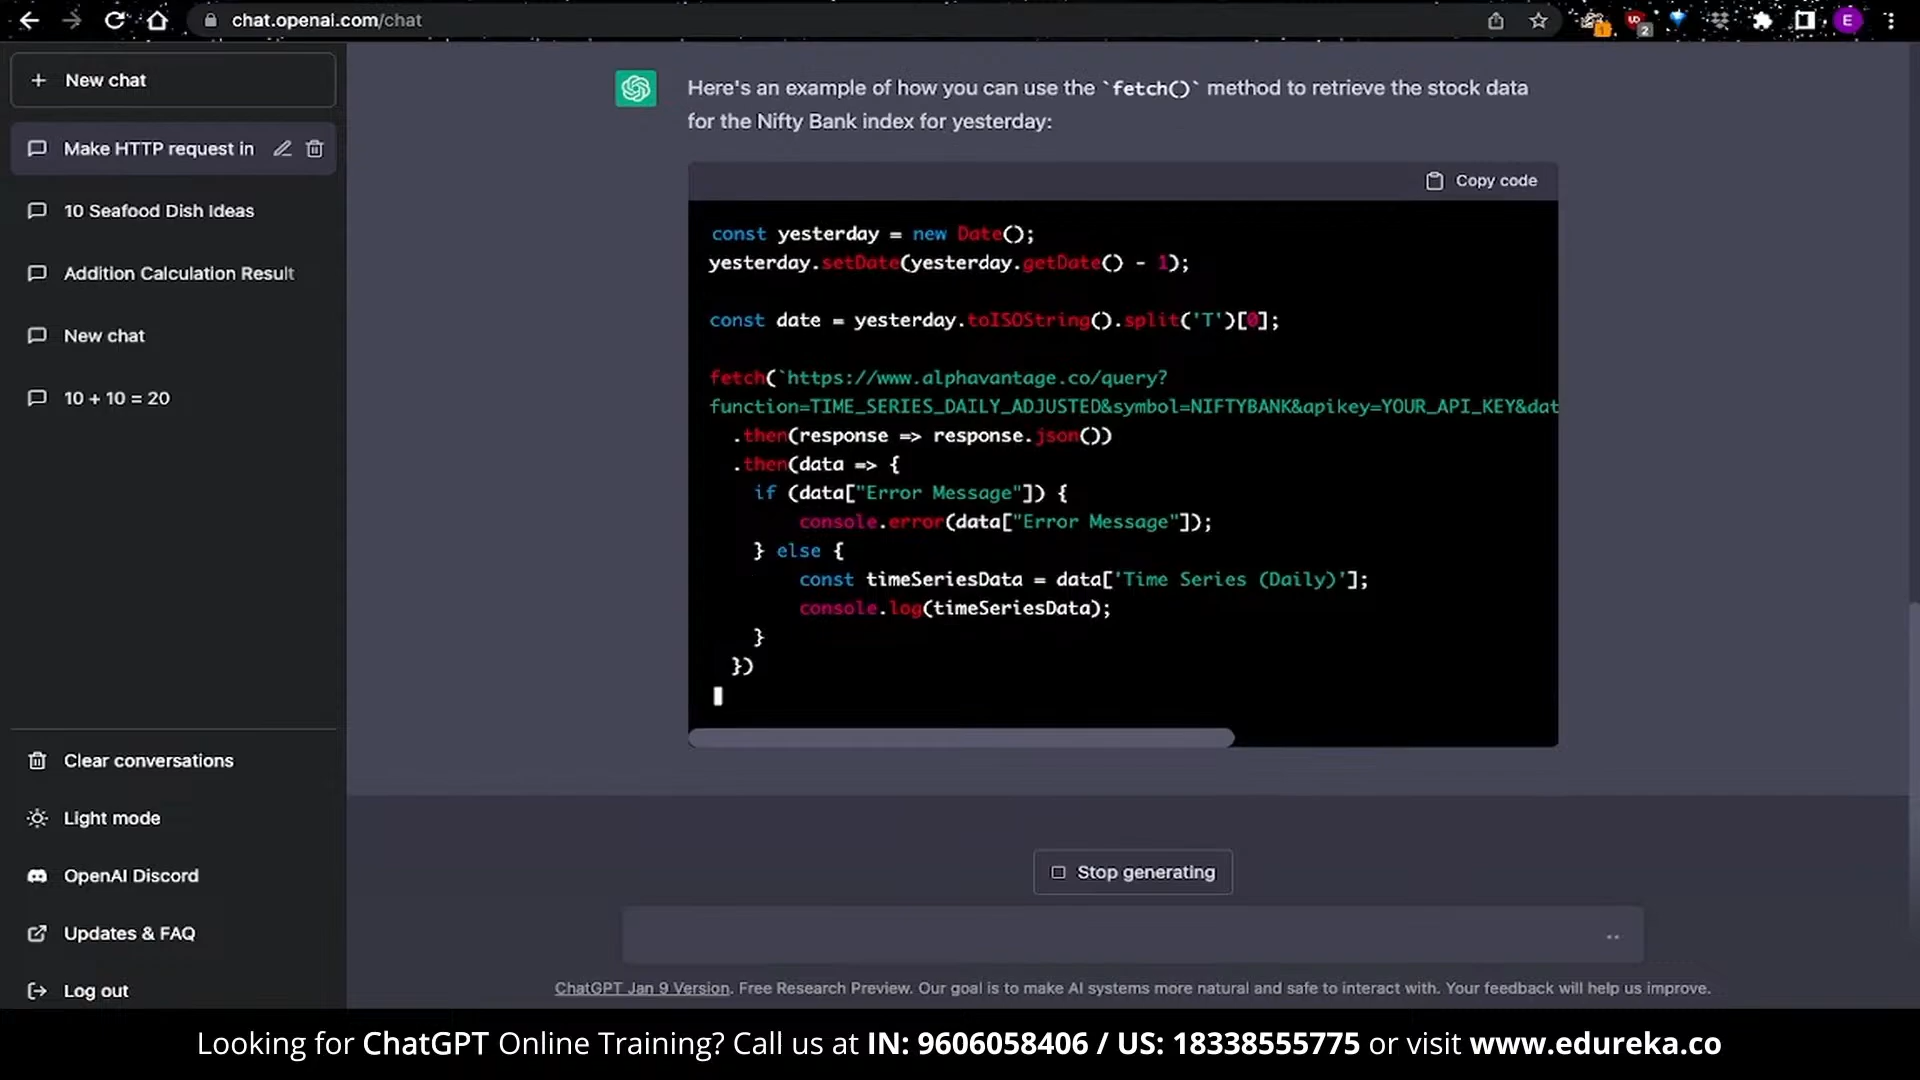 chat.openai.com/chat
New chat
Make HTTP request in
10 Seafood Dish Ideas
Addition Calculation Result
New chat
10 + 10 = 20
Clear conversations
Light mode
OpenAI Discord
Updates & FAQ
Log out
Here's an example of how you can use the `fetch()` method to retrieve the stock data
for the Nifty Bank index for yesterday:
Copy code
const yesterday = new Date();
yesterday.setDate(yesterday.getDate() - 1);
const date = yesterday.toISOString().split('T')[0];
fetch(`https://www.alphavantage.co/query?
function=TIME_SERIES_DAILY_ADJUSTED&symbol=NIFTYBANK&apikey=YOUR_API_KEY&dat
.then(response => response.json())
.then(data => {
if (data["Error Message"]) {
console.error(data["Error Message"]);
} else {
const timeSeriesData = data['Time Series (Daily)'];
console.log(timeSeriesData);
}
})
Stop generating
ChatGPT Jan 9 Version. Free Research Preview. Our goal is to make AI systems more natural and safe to interact with. Your feedback will help us improve.
Looking for ChatGPT Online Training? Call us at IN: 9606058406 / US: 18338555775 or visit www.edureka.co